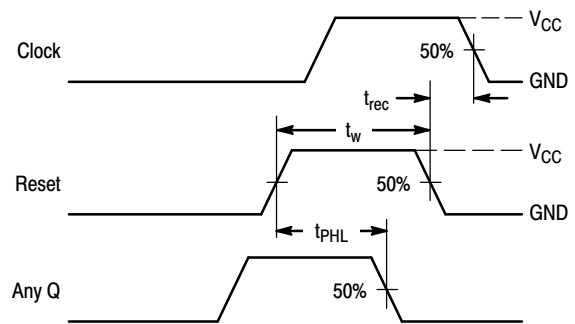 V_CC
Clock
50%
GND
t_rec
t_w
V_CC
Reset
50%
GND
t_PHL
Any Q
50%